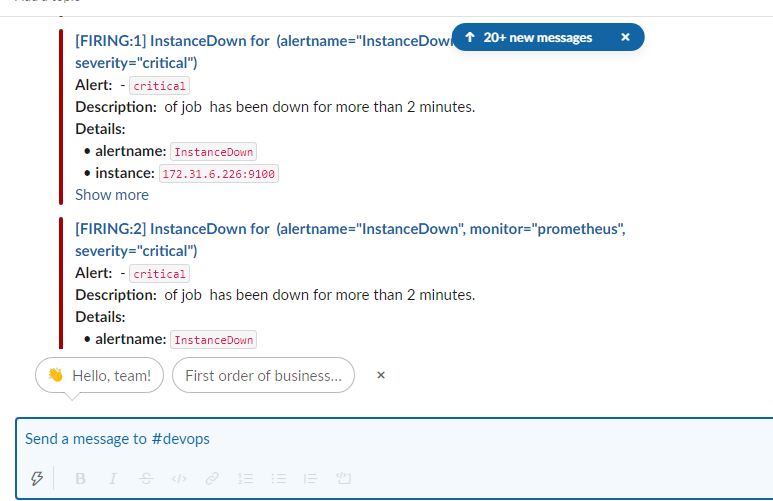 [FIRING:1] InstanceDown for (alertname="InstanceDown
↑ 20+ new messages ×
severity="critical")
Alert: - critical
Description: of job has been down for more than 2 minutes.
Details:
• alertname: InstanceDown
• instance: 172.31.6.226:9100
Show more
[FIRING:2] InstanceDown for (alertname="InstanceDown", monitor="prometheus",
severity="critical")
Alert: - critical
Description: of job has been down for more than 2 minutes.
Details:
• alertname: InstanceDown
👋 Hello, team! First order of business... ×
Send a message to #devops
B I S </>